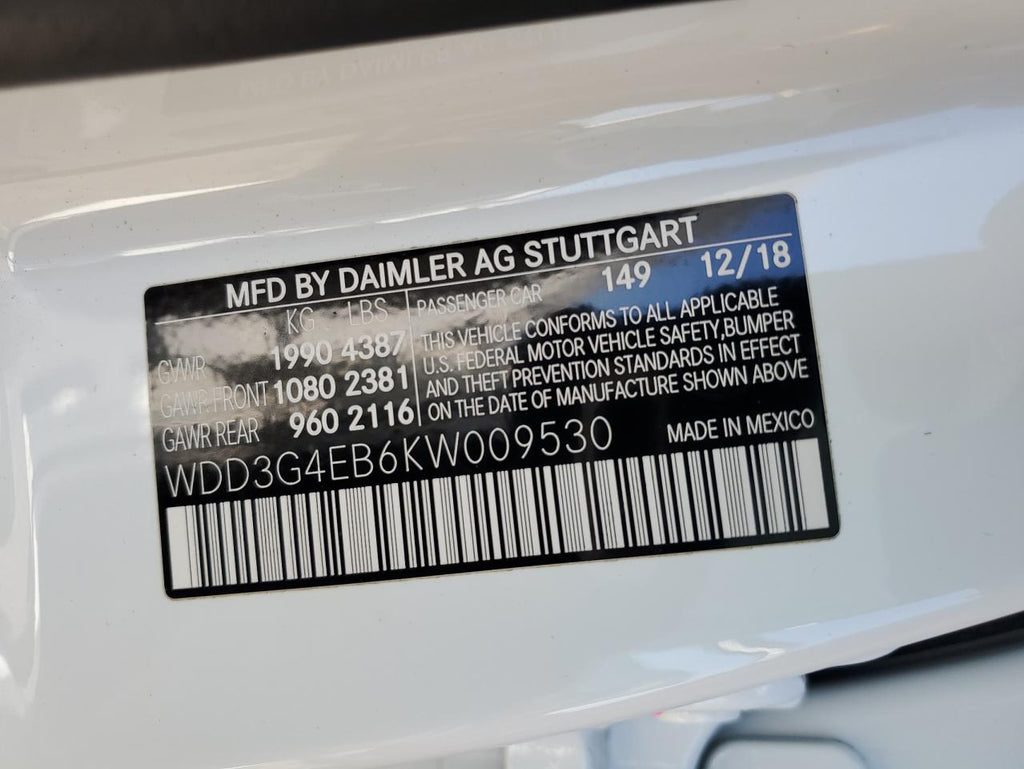 MFD BY DAIMLER AG STUTTGART
KG LBS PASSENGER CAR 149 12/18
GVWR 1990 4387
GAWR FRONT 1080 2381
GAWR REAR 960 2116
THIS VEHICLE CONFORMS TO ALL APPLICABLE
U.S. FEDERAL MOTOR VEHICLE SAFETY, BUMPER
AND THEFT PREVENTION STANDARDS IN EFFECT
ON THE DATE OF MANUFACTURE SHOWN ABOVE
WDD3G4EB6KW009530 MADE IN MEXICO